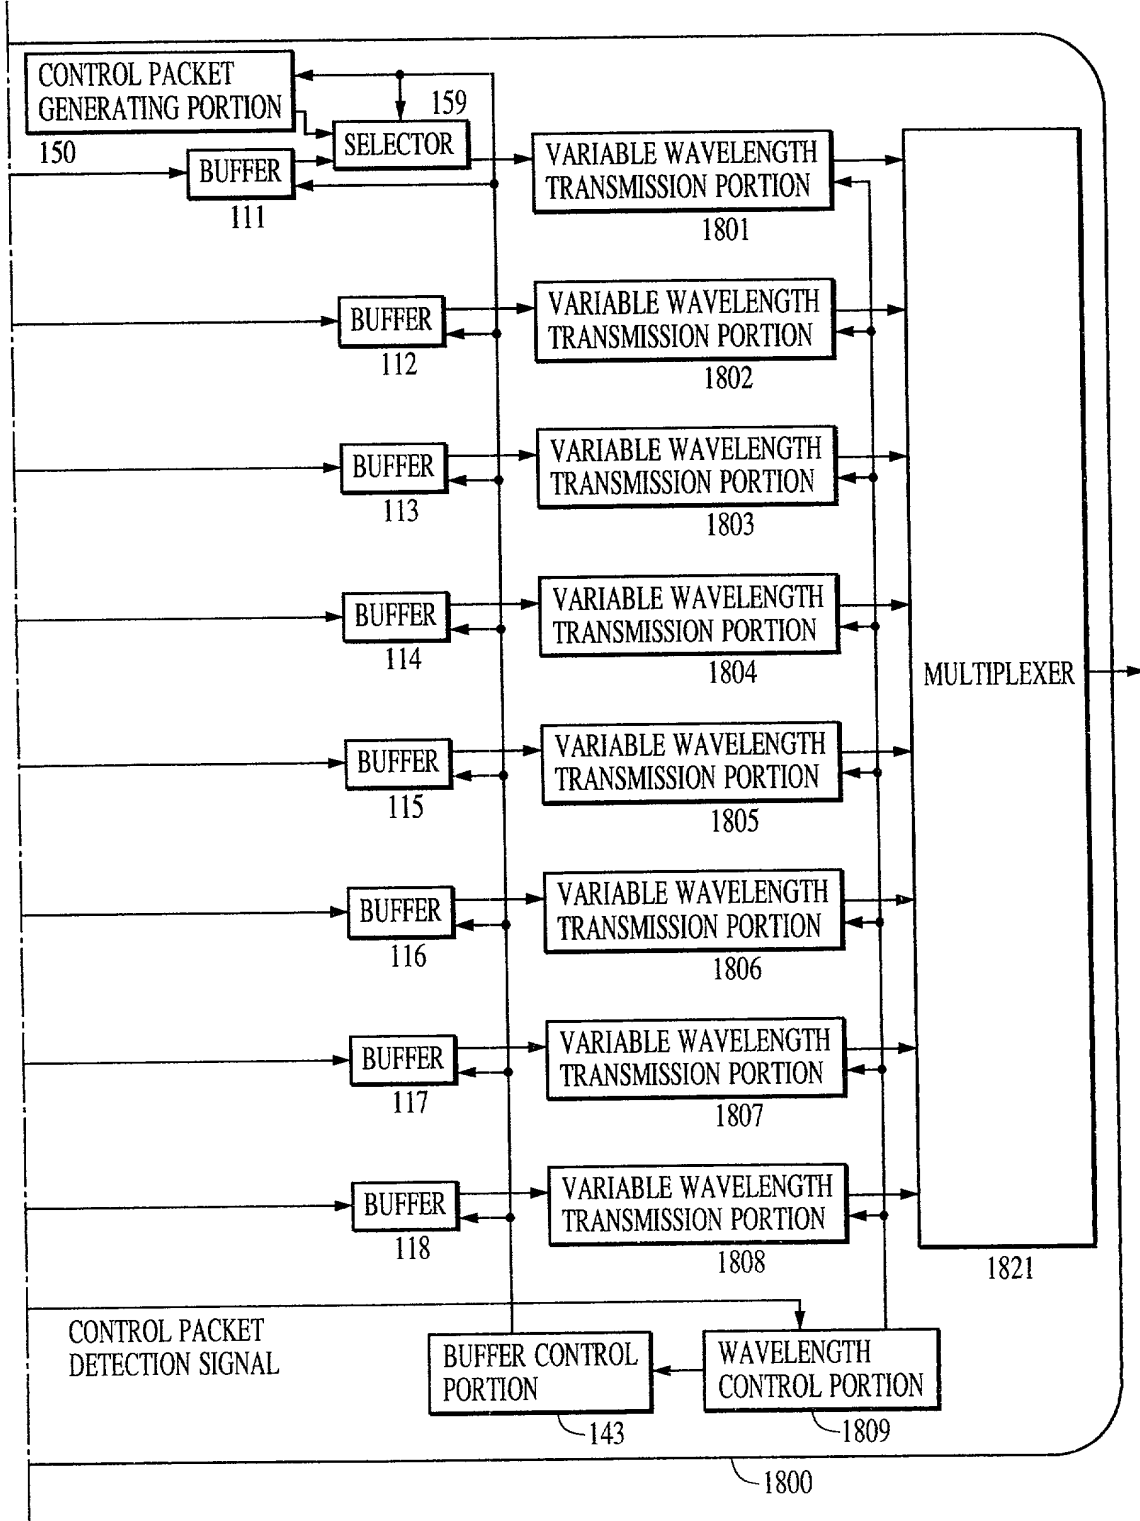 CONTROL PACKET
GENERATING PORTION
150
159
SELECTOR
BUFFER
111
VARIABLE WAVELENGTH
TRANSMISSION PORTION
1801
BUFFER
112
VARIABLE WAVELENGTH
TRANSMISSION PORTION
1802
BUFFER
113
VARIABLE WAVELENGTH
TRANSMISSION PORTION
1803
BUFFER
114
VARIABLE WAVELENGTH
TRANSMISSION PORTION
1804
MULTIPLEXER
BUFFER
115
VARIABLE WAVELENGTH
TRANSMISSION PORTION
1805
BUFFER
116
VARIABLE WAVELENGTH
TRANSMISSION PORTION
1806
BUFFER
117
VARIABLE WAVELENGTH
TRANSMISSION PORTION
1807
BUFFER
118
VARIABLE WAVELENGTH
TRANSMISSION PORTION
1808
1821
CONTROL PACKET
DETECTION SIGNAL
BUFFER CONTROL
PORTION
143
WAVELENGTH
CONTROL PORTION
1809
1800